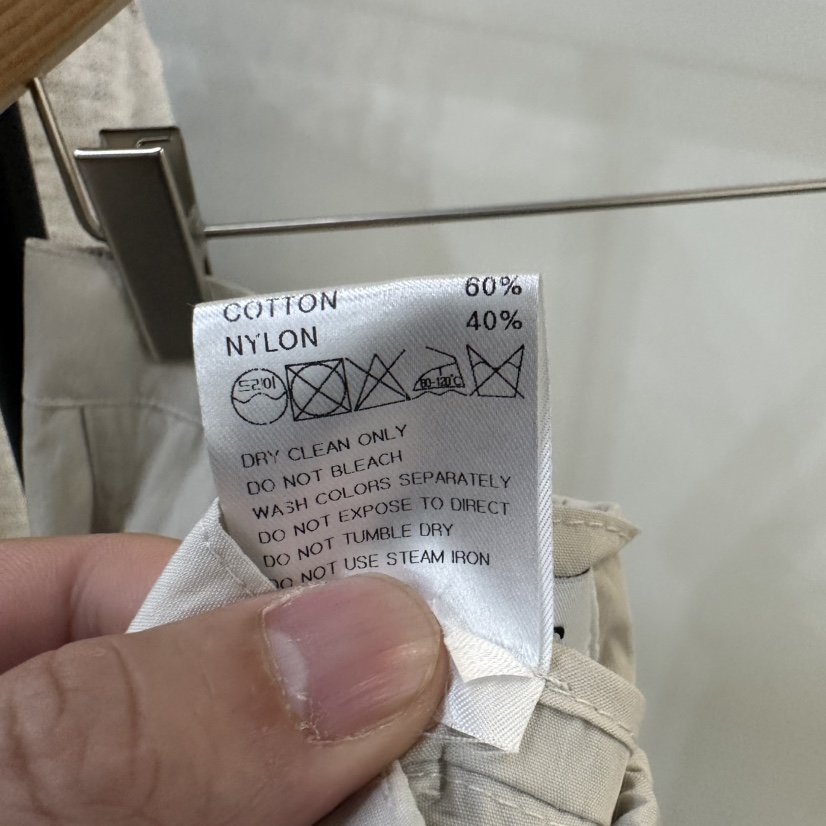 COTTON 60%
NYLON 40%
드라이
80-120℃
DRY CLEAN ONLY
DO NOT BLEACH
WASH COLORS SEPARATELY
DO NOT EXPOSE TO DIRECT
DO NOT TUMBLE DRY
DO NOT USE STEAM IRON